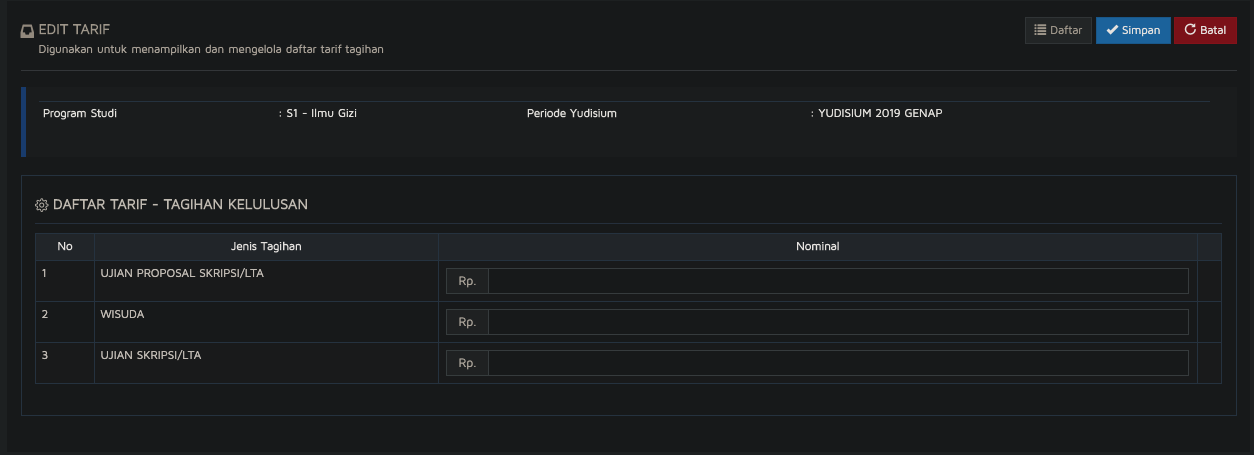 EDIT TARIF
Digunakan untuk menampilkan dan mengelola daftar tarif tagihan
Daftar Simpan Batal
Program Studi : S1 - Ilmu Gizi Periode Yudisium : YUDISIUM 2019 GENAP
DAFTAR TARIF - TAGIHAN KELULUSAN
No Jenis Tagihan Nominal
1 UJIAN PROPOSAL SKRIPSI/LTA Rp.
2 WISUDA Rp.
3 UJIAN SKRIPSI/LTA Rp.